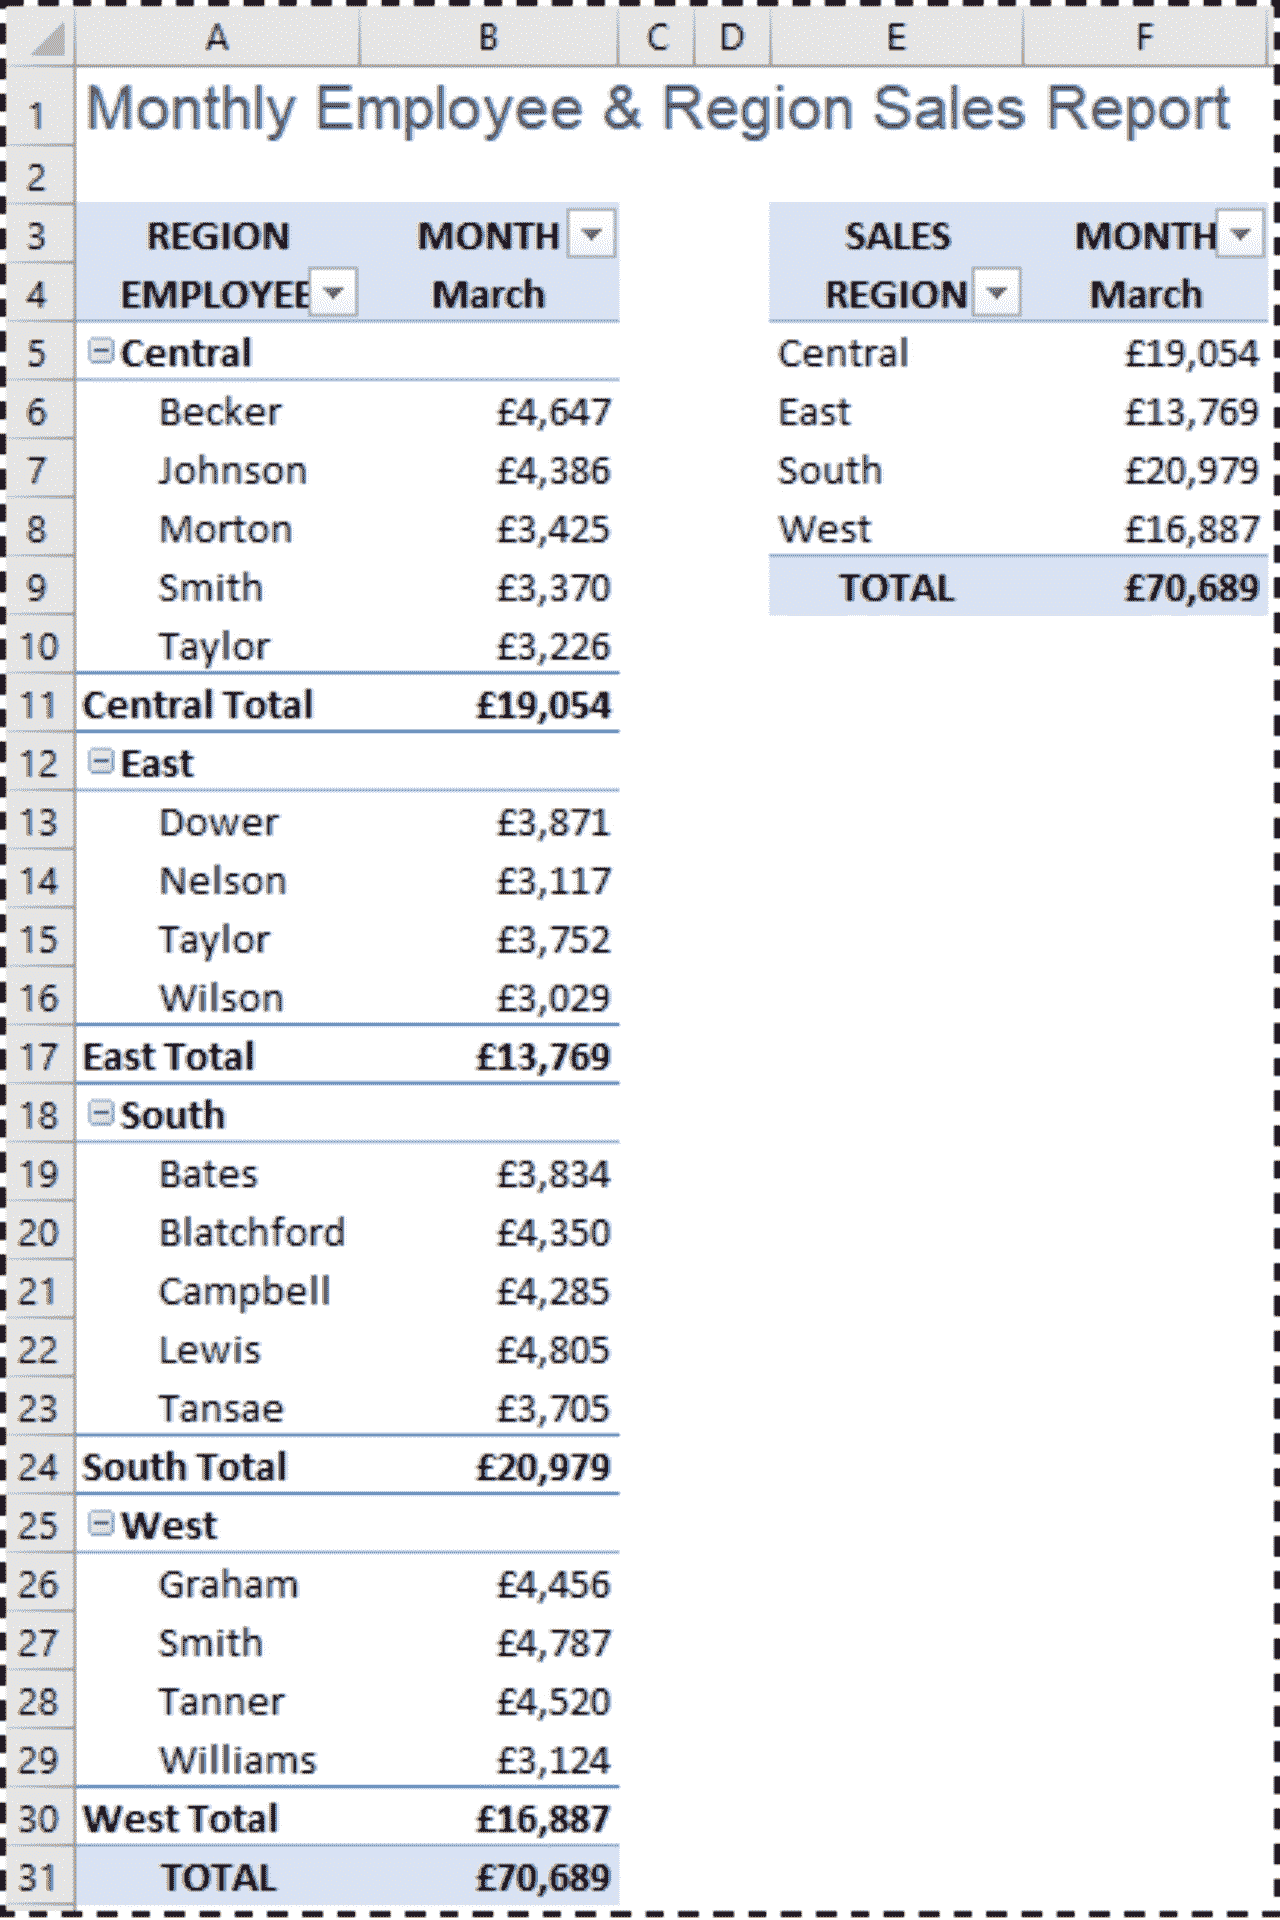 A B C D E F
1 Monthly Employee & Region Sales Report
2
3 REGION MONTH SALES MONTH
4 EMPLOYEE March REGION March
5 Central Central £19,054
6 Becker £4,647 East £13,769
7 Johnson £4,386 South £20,979
8 Morton £3,425 West £16,887
9 Smith £3,370 TOTAL £70,689
10 Taylor £3,226
11 Central Total £19,054
12 East
13 Dower £3,871
14 Nelson £3,117
15 Taylor £3,752
16 Wilson £3,029
17 East Total £13,769
18 South
19 Bates £3,834
20 Blatchford £4,350
21 Campbell £4,285
22 Lewis £4,805
23 Tansae £3,705
24 South Total £20,979
25 West
26 Graham £4,456
27 Smith £4,787
28 Tanner £4,520
29 Williams £3,124
30 West Total £16,887
31 TOTAL £70,689